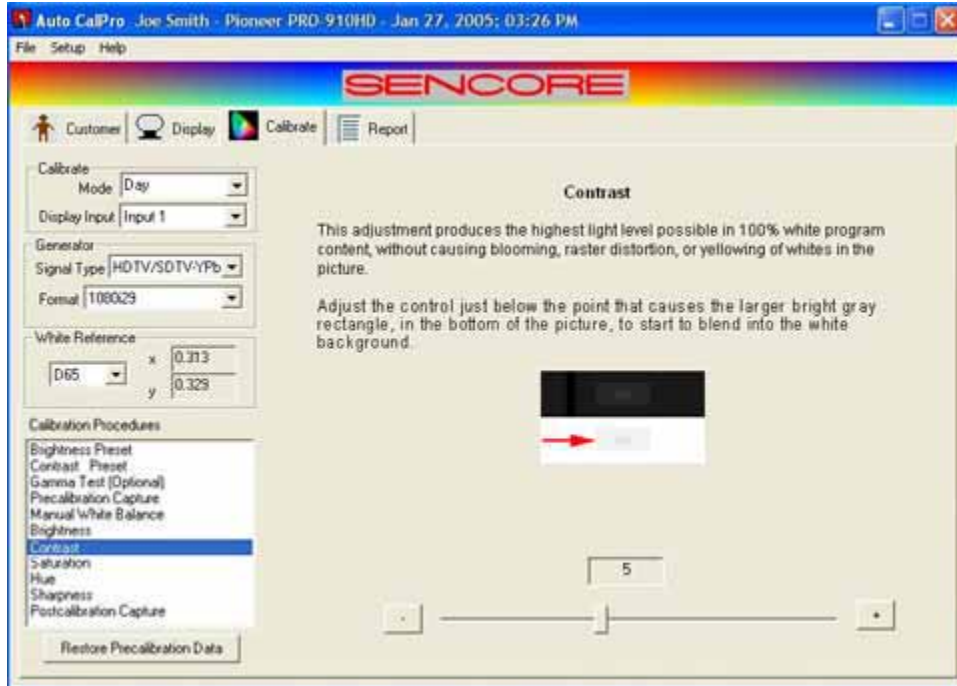 Auto CalPro Joe Smith - Pioneer PRO-910HD - Jan 27, 2005; 03:26 PM
File Setup Help
SENCORE
Customer Display Calibrate Report
Calibrate
Mode Day
Display Input Input 1
Generator
Signal Type HDTV/SDTV-YPb
Format 1080i29
White Reference
D65
x 0.313
y 0.329
Calibration Procedures
Brightness Preset
Contrast Preset
Gamma Test (Optional)
Precalibration Capture
Manual White Balance
Brightness
Contrast
Saturation
Hue
Sharpness
Postcalibration Capture
Restore Precalibration Data
Contrast
This adjustment produces the highest light level possible in 100% white program
content, without causing blooming, raster distortion, or yellowing of whites in the
picture.
Adjust the control just below the point that causes the larger bright gray
rectangle, in the bottom of the picture, to start to blend into the white
background.
5
- +